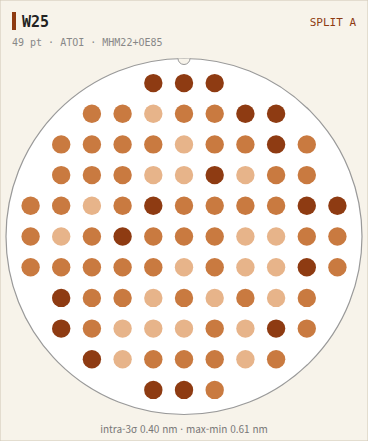 W25
SPLIT A
49 pt · ATOI · MHM22+0E85
intra-3σ 0.40 nm · max-min 0.61 nm